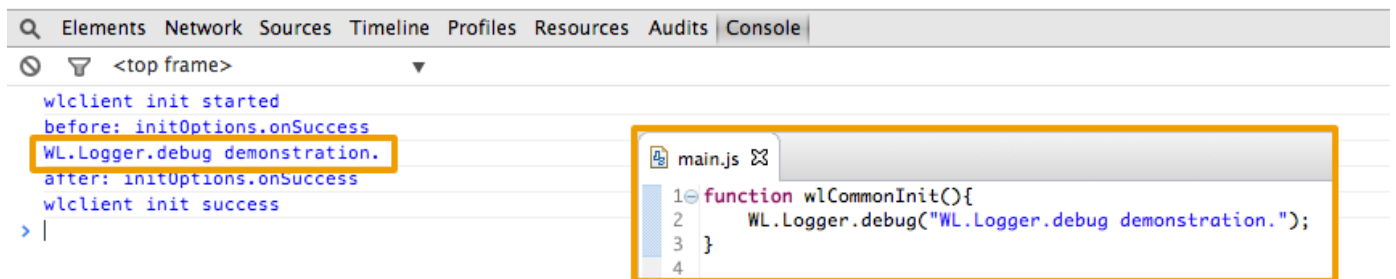 Elements Network Sources Timeline Profiles Resources Audits Console
<top frame>
wlclient init started
before: initOptions.onSuccess
WL.Logger.debug demonstration.
after: initOptions.onSuccess
wlclient init success
>
main.js
1 function wlCommonInit(){
2 WL.Logger.debug("WL.Logger.debug demonstration.");
3 }
4